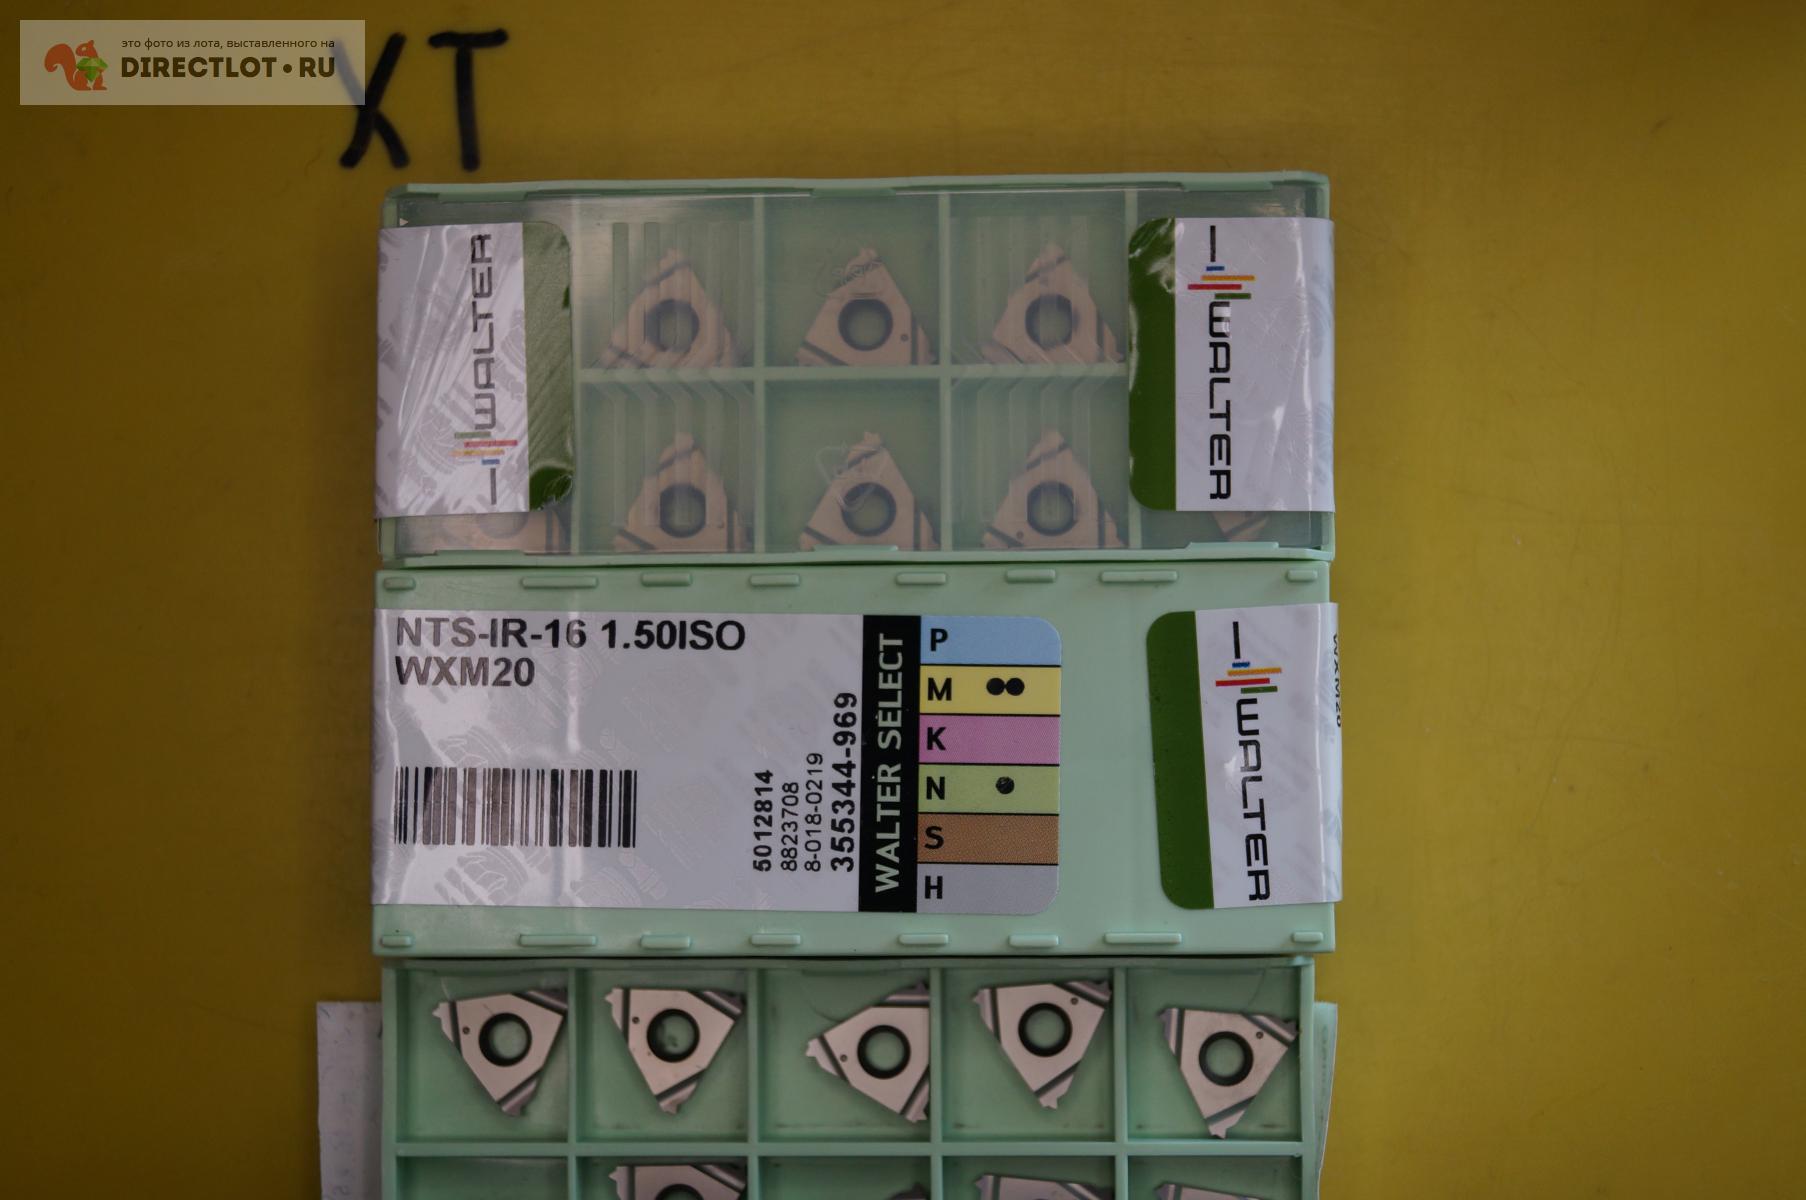 это фото из лота, выставленного на
DIRECTLOT•RU
XT
WALTER
WALTER
NTS-IR-16 1.50ISO
WXM20
5012814
8823708
8-018-0219
355344-969
WALTER SELECT
P
M
K
N
S
H
WALTER
WXM20